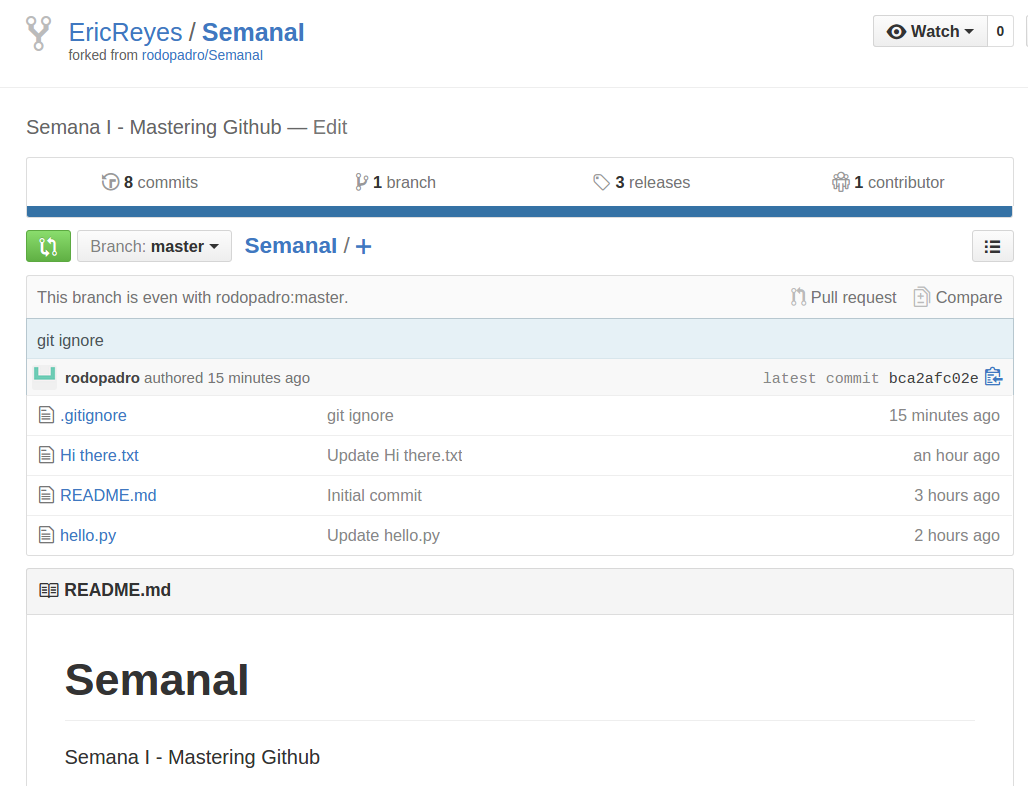 EricReyes / SemanaI
Watch 0
forked from rodopadro/SemanaI
Semana I - Mastering Github — Edit
8 commits 1 branch 3 releases 1 contributor
Branch: master SemanaI / +
This branch is even with rodopadro:master. Pull request Compare
git ignore
rodopadro authored 15 minutes ago latest commit bca2afc02e
.gitignore git ignore 15 minutes ago
Hi there.txt Update Hi there.txt an hour ago
README.md Initial commit 3 hours ago
hello.py Update hello.py 2 hours ago
README.md
SemanaI
Semana I - Mastering Github